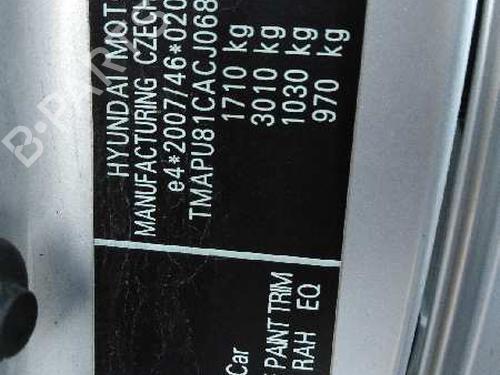 HYUNDAI MOT
MANUFACTURING CZECH
e4*2007/46*020
TMAPU81CACJ068
1710 kg
3010 kg
1030 kg
970 kg
Car
PAINT TRIM
RAH EQ
B-PARTS